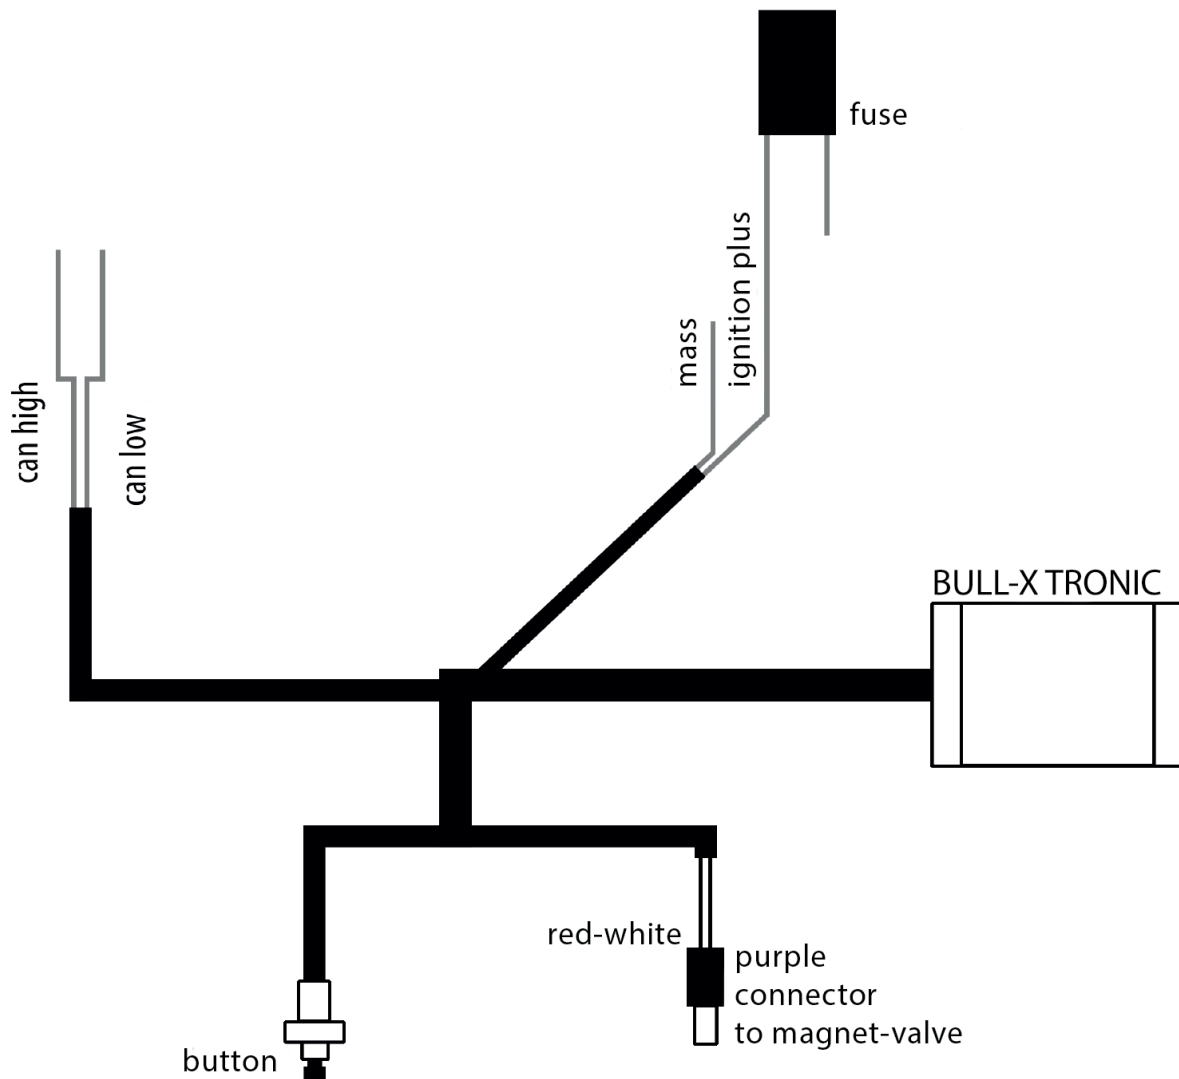 fuse
ignition plus
mass
can high
can low
BULL-X TRONIC
red-white
purple
connector
to magnet-valve
button